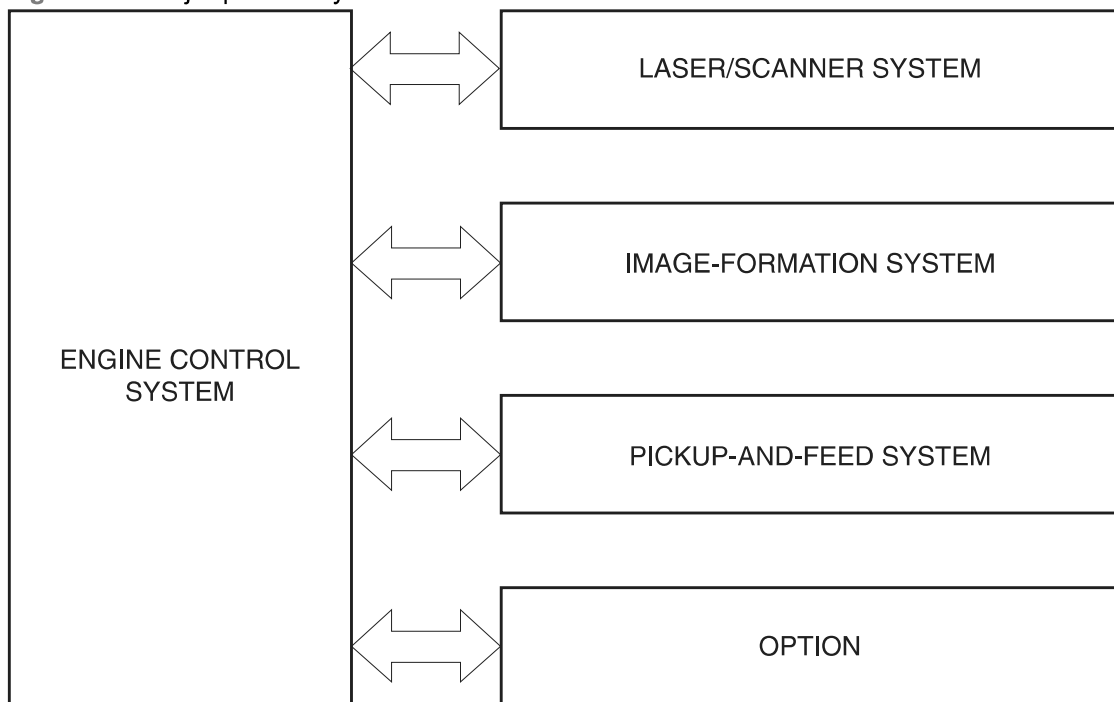 ENGINE CONTROL
SYSTEM
LASER/SCANNER SYSTEM
IMAGE-FORMATION SYSTEM
PICKUP-AND-FEED SYSTEM
OPTION